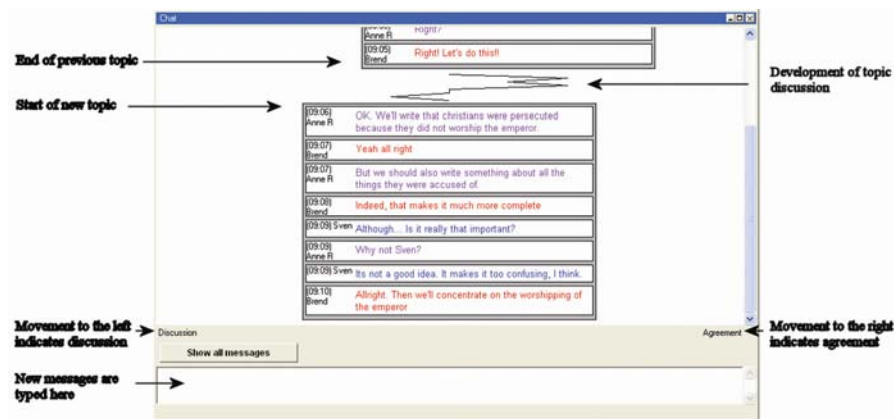 Chat
Right?
Anne R
(09:05)
Brend
Right! Let's do this!!
End of previous topic
Development of topic
discussion
Start of new topic
(09:06)
Anne R
OK. We'll write that christians were persecuted
because they did not worship the emperor.
(09:07)
Brend
Yeah all right
(09:07)
Anne R
But we should also write something about all the
things they were accused of.
(09:08)
Brend
Indeed, that makes it much more complete
(09:09) Sven
Although... Is it really that important?
(09:09)
Anne R
Why not Sven?
(09:09) Sven
Its not a good idea. It makes it too confusing, I think.
(09:10)
Brend
Allright. Then we'll concentrate on the worshipping of
the emperor
Movement to the left
indicates discussion
Discussion
Agreement
Movement to the right
indicates agreement
Show all messages
New messages are
typed here